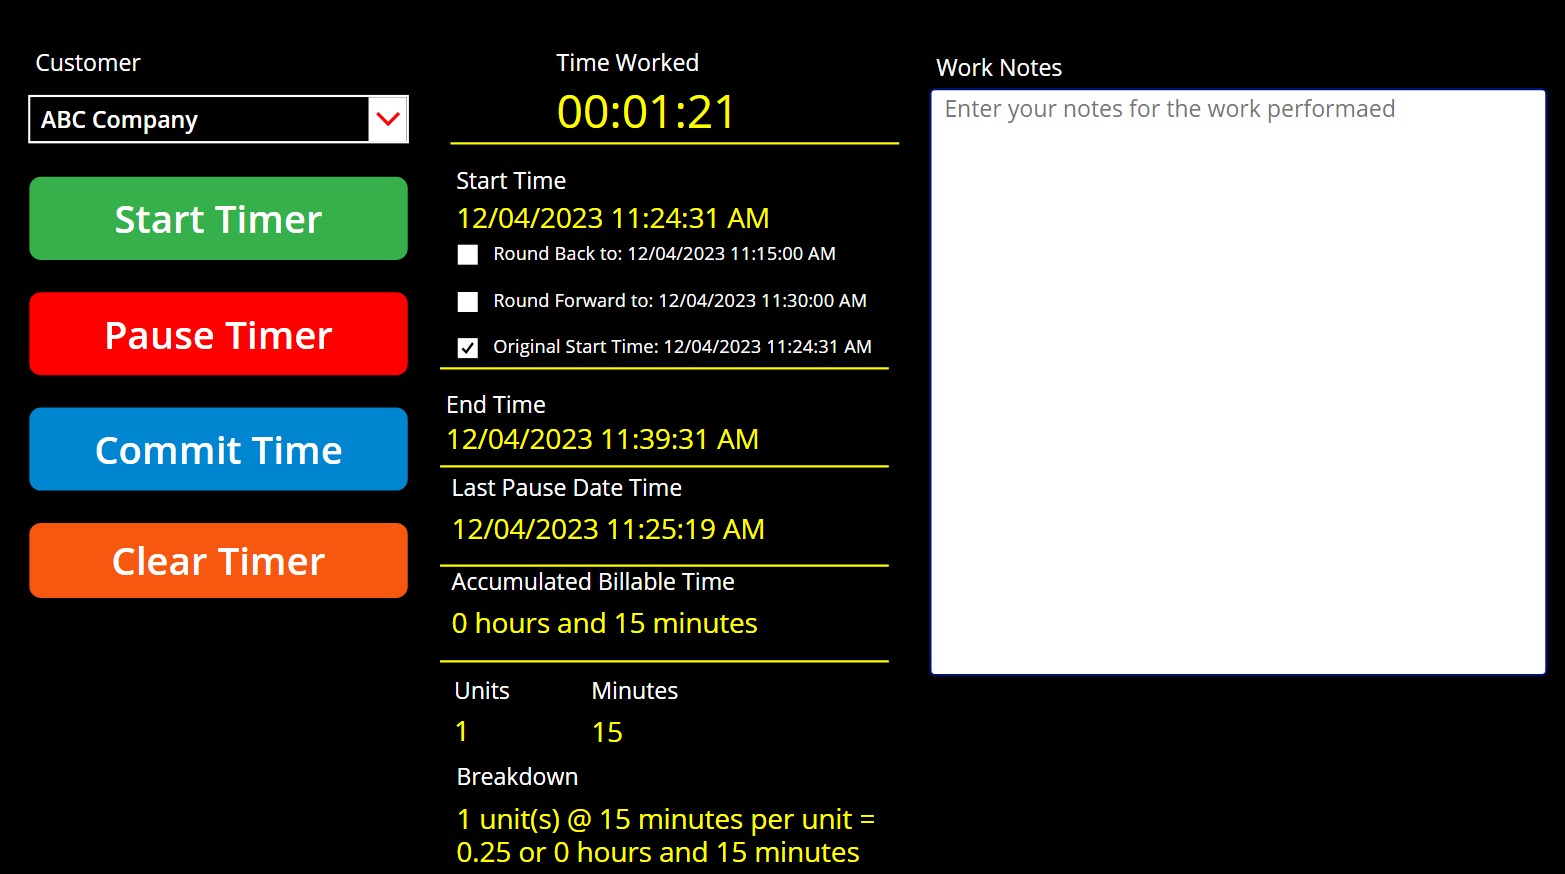 Customer
ABC Company
Start Timer
Pause Timer
Commit Time
Clear Timer
Time Worked
00:01:21
Start Time
12/04/2023 11:24:31 AM
Round Back to: 12/04/2023 11:15:00 AM
Round Forward to: 12/04/2023 11:30:00 AM
Original Start Time: 12/04/2023 11:24:31 AM
End Time
12/04/2023 11:39:31 AM
Last Pause Date Time
12/04/2023 11:25:19 AM
Accumulated Billable Time
0 hours and 15 minutes
Units Minutes
1 15
Breakdown
1 unit(s) @ 15 minutes per unit =
0.25 or 0 hours and 15 minutes
Work Notes
Enter your notes for the work performaed